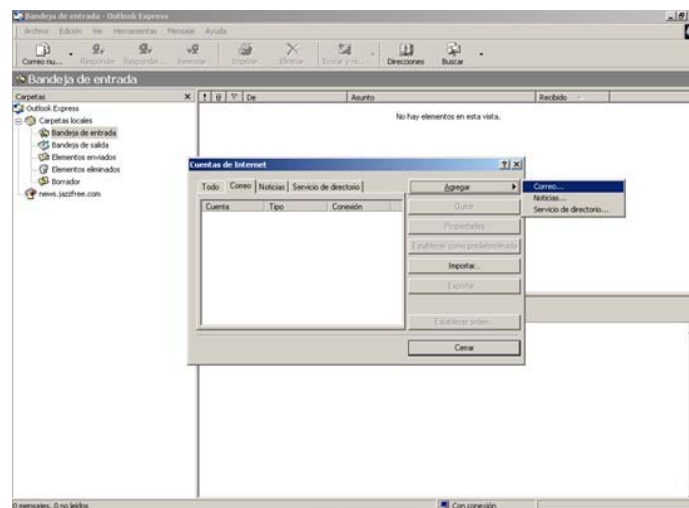 Bandeja de entrada - Outlook Express
Archivo Edición Ver Herramientas Mensaje Ayuda
Correo nu... Responder Responder... Reenviar Imprimir Eliminar Enviar y re... Direcciones Buscar
Bandeja de entrada
Carpetas
Outlook Express
Carpetas locales
Bandeja de entrada
Bandeja de salida
Elementos enviados
Elementos eliminados
Borrador
news.jazzfree.com
De Asunto Recibido
No hay elementos en esta vista.
Cuentas de Internet
Todo Correo Noticias Servicio de directorio
Cuenta Tipo Conexión
Agregar
Quitar
Propiedades
Establecer como predeterminada
Importar...
Exportar...
Establecer orden...
Cerrar
Correo...
Noticias...
Servicio de directorio...
0 mensajes, 0 no leídos
Con conexión